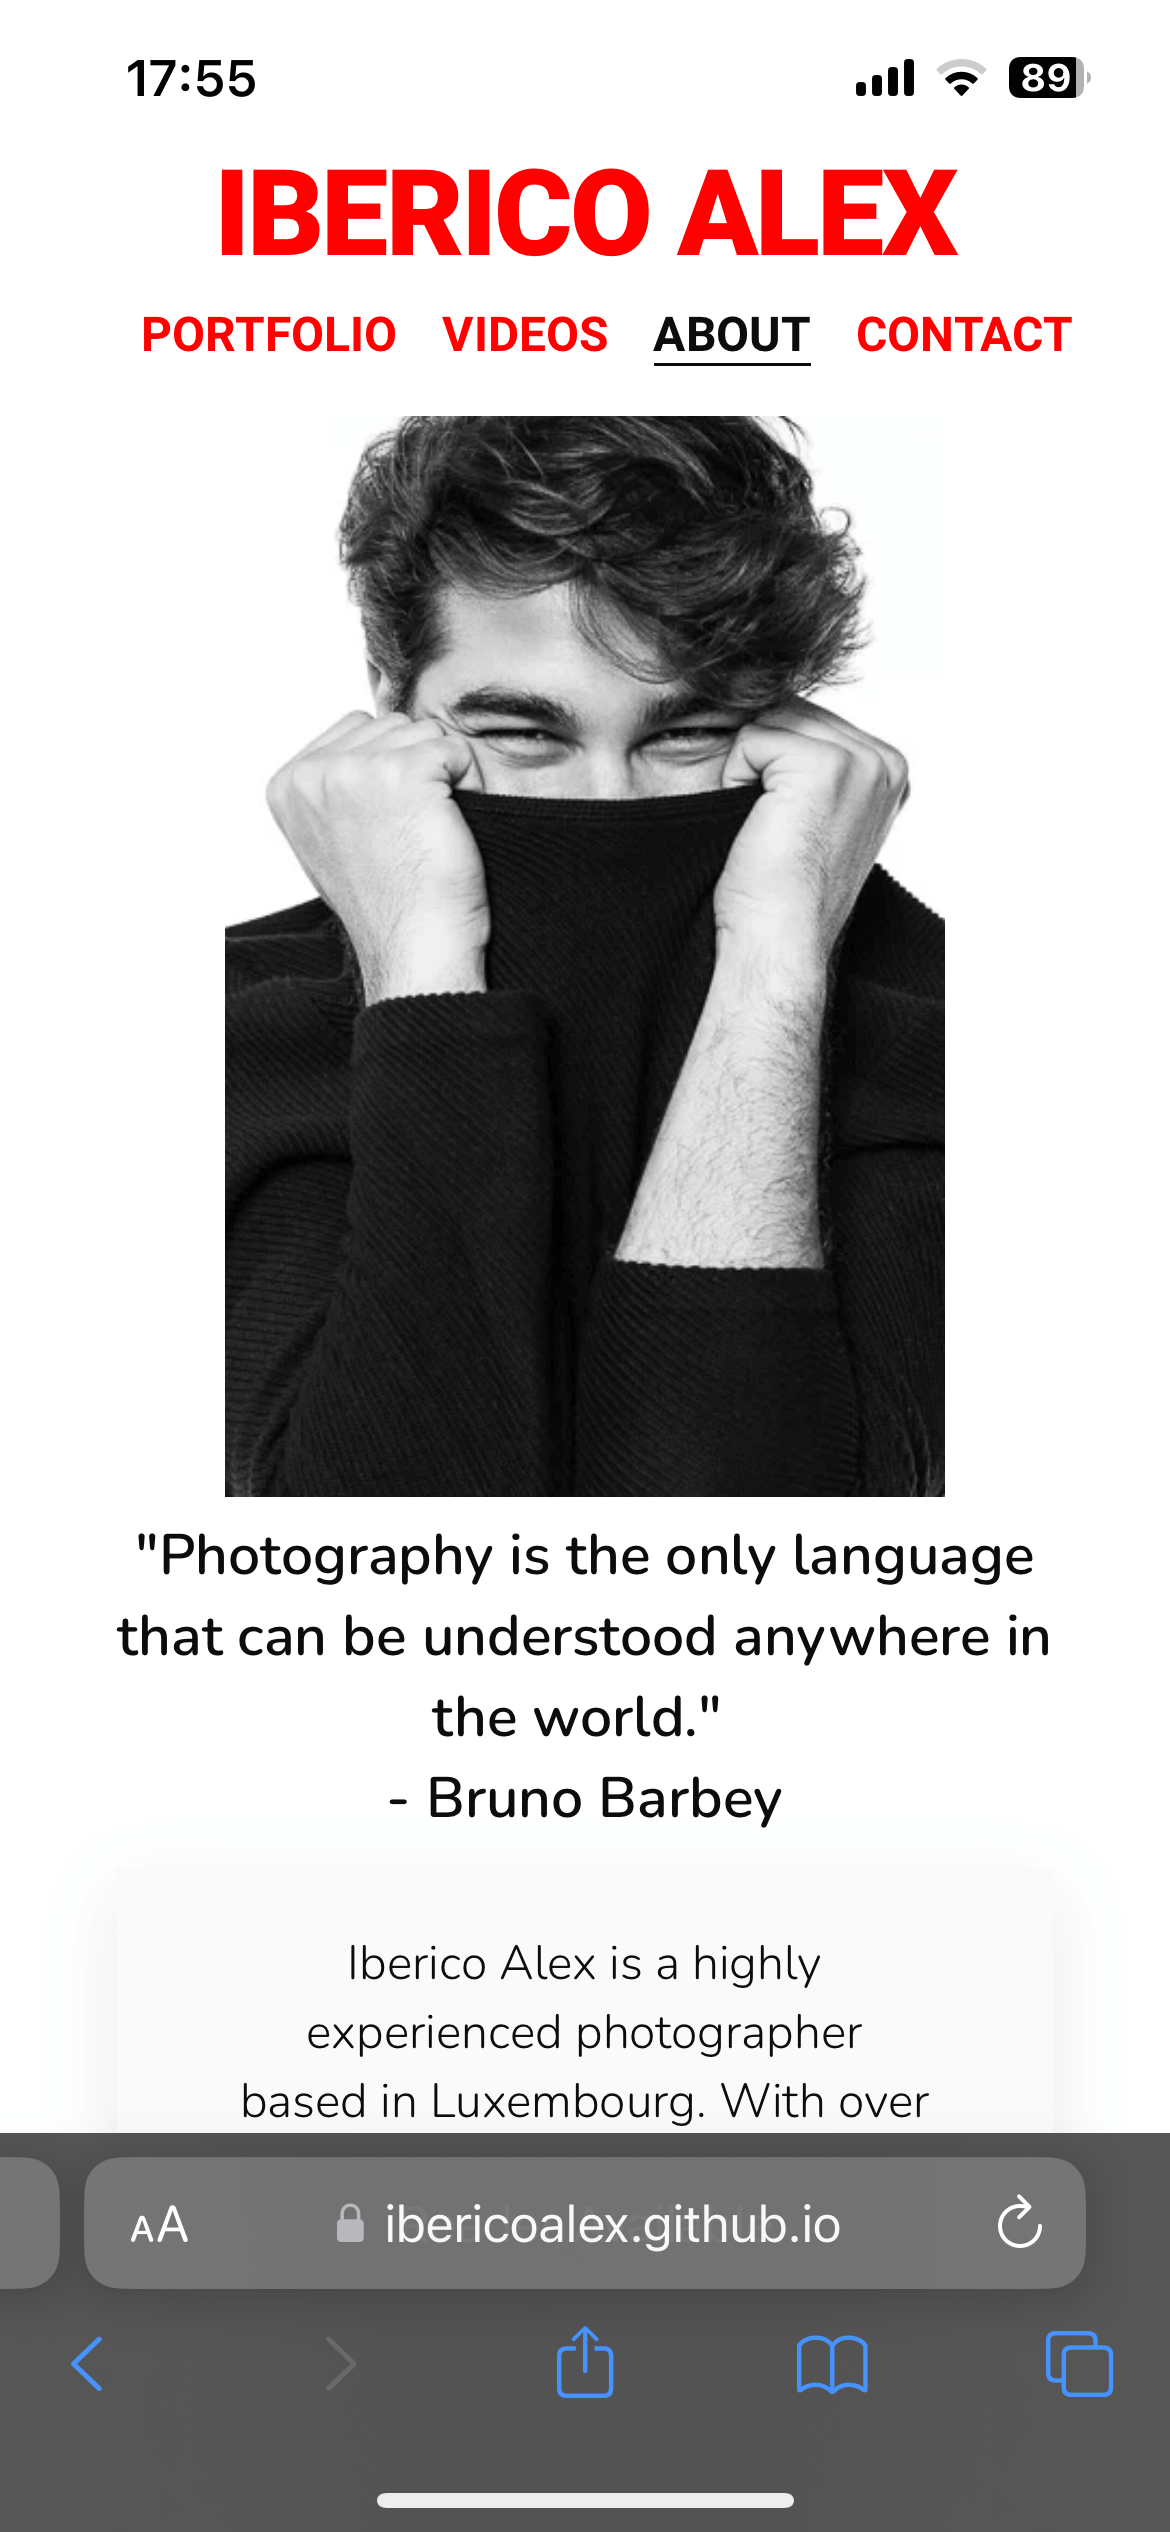 17:55
89
IBERICO ALEX
PORTFOLIO VIDEOS ABOUT CONTACT
"Photography is the only language
that can be understood anywhere in
the world."
- Bruno Barbey
Iberico Alex is a highly
experienced photographer
based in Luxembourg. With over
AA ibericoalex.github.io